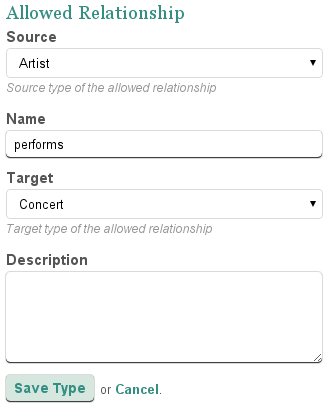 Allowed Relationship
Source
Artist
Source type of the allowed relationship
Name
performs
Target
Concert
Target type of the allowed relationship
Description
Save Type or Cancel.